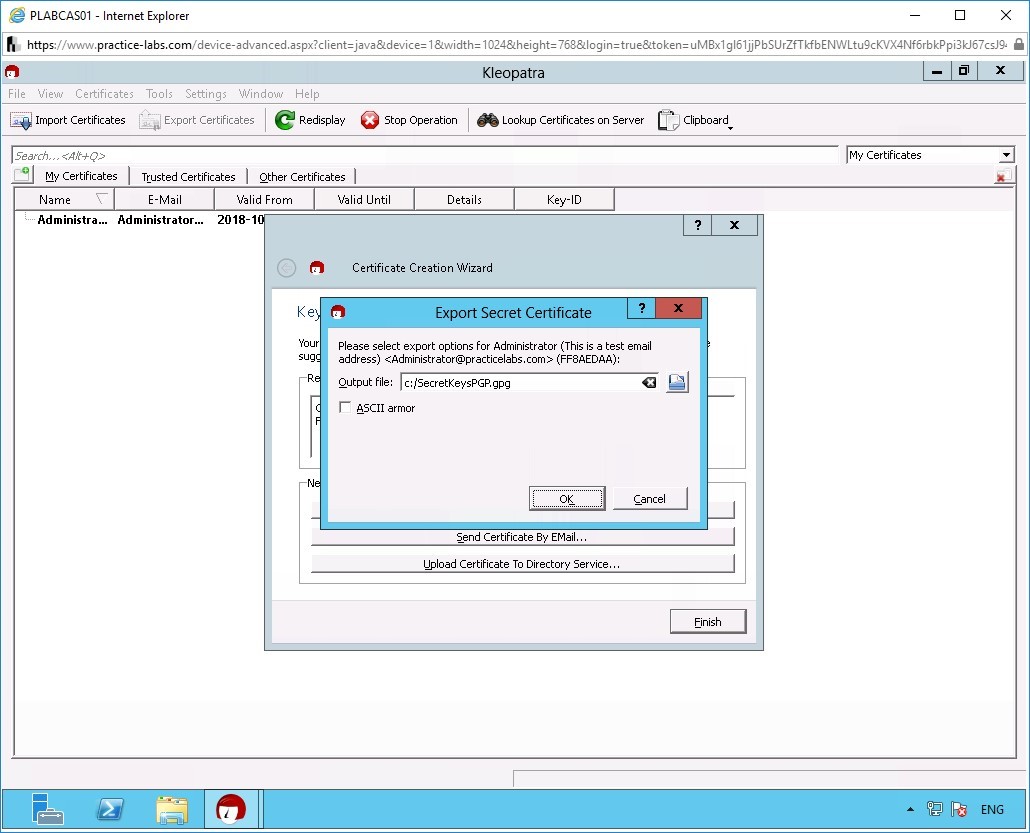 PLABCAS01 - Internet Explorer
https://www.practice-labs.com/device-advanced.aspx?client=java&device=1&width=1024&height=768&login=true&token=uMBx1gI61jjPbSUrZfTkfbENWLtu9cKVX4Nf6rbkPpi3kJ67csJ9
Kleopatra
File View Certificates Tools Settings Window Help
Import Certificates Export Certificates Redisplay Stop Operation Lookup Certificates on Server Clipboard
Search...<Alt+Q> My Certificates
My Certificates Trusted Certificates Other Certificates
Name E-Mail Valid From Valid Until Details Key-ID
Administra... Administrator... 2018-10
? X
Certificate Creation Wizard
Key
Export Secret Certificate ? X
Your
Please select export options for Administrator (This is a test email
address) <Administrator@practicelabs.com> (FF8AEDAA):
sugg
Re
Output file: c:/SecretKeysPGP.gpg
ASCII armor
Ne
OK Cancel
Send Certificate By EMail...
Upload Certificate To Directory Service...
Finish
ENG